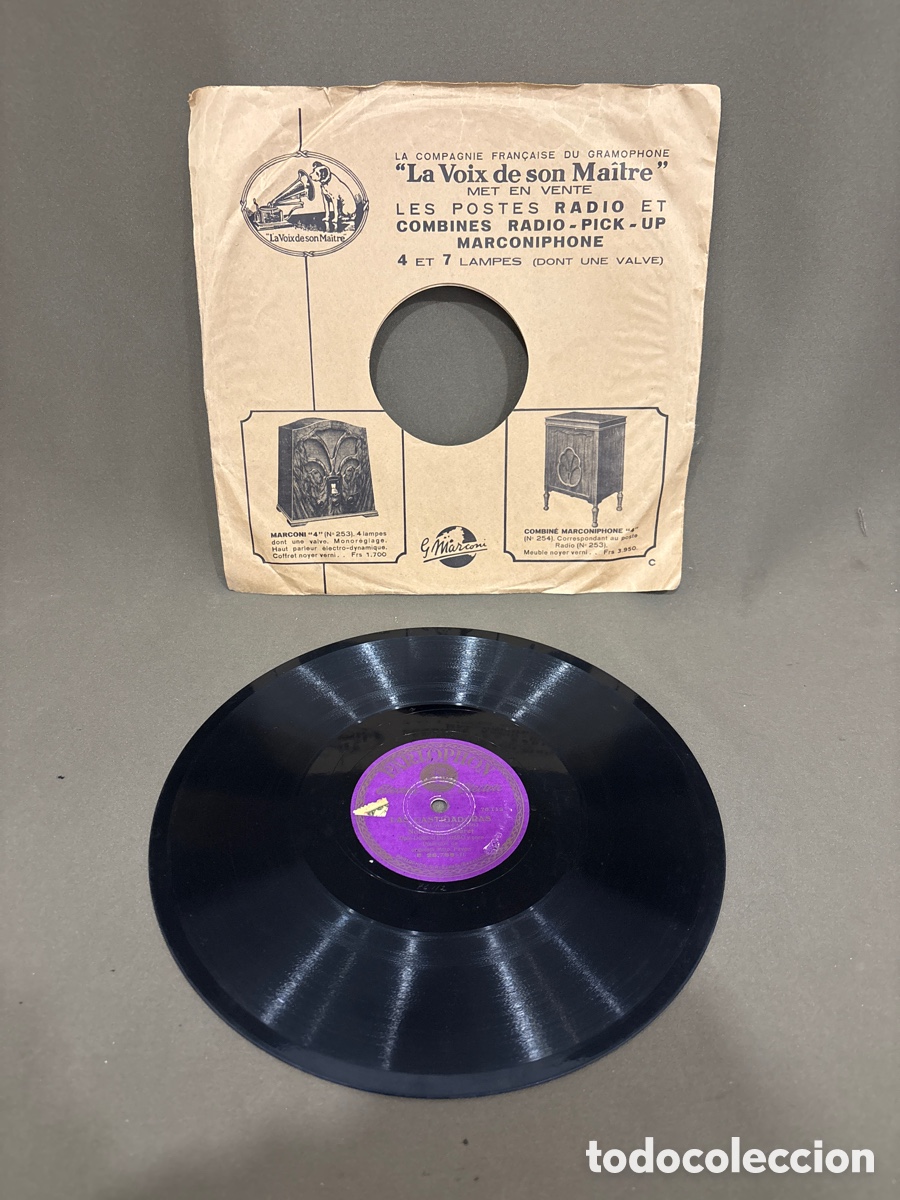 LA COMPAGNIE FRANÇAISE DU GRAMOPHONE
"La Voix de son Maître"
MET EN VENTE
LES POSTES RADIO ET
COMBINES RADIO-PICK-UP
MARCONIPHONE
4 ET 7 LAMPES (DONT UNE VALVE)
"La Voix de son Maître"
MARCONI "4" (No 253). 4 lampes
dont une valve. Monoréglage.
Haut parleur électro-dynamique.
Coffret noyer verni. . Frs 1.700
G. Marconi
COMBINÉ MARCONIPHONE "4"
(No 254). Correspondant au poste
Radio (No 253).
Meuble noyer verni. . Frs 3.950.
C
todocoleccion